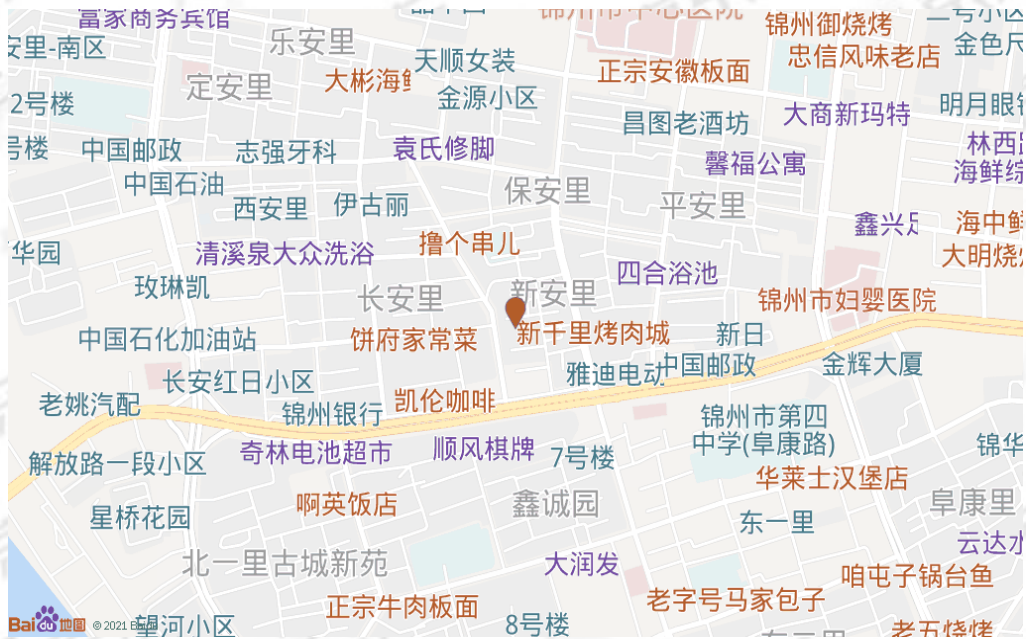 富家商务宾馆
锦州市中心医院
锦州御烧烤
二号小区
安里-南区
乐安里
天顺女装
忠信风味老店
金色
定安里
大彬海鲜
正宗安徽板面
2号楼
金源小区
昌图老酒坊
大商新玛特
明月眼镜
号楼
中国邮政
志强牙科
袁氏修脚
馨福公寓
林西
海鲜综
中国石油
西安里
伊古丽
保安里
平安里
鑫兴足
海中鲜
华园
清溪泉大众洗浴
撸个串儿
大明烧
玫琳凯
四合浴池
长安里
新安里
锦州市妇婴医院
中国石化加油站
饼府家常菜
新千里烤肉城
新日
长安红日小区
雅迪电动
中国邮政
金辉大厦
老姚汽配
锦州银行
凯伦咖啡
锦州市第四
中学(阜康路)
解放路一段小区
奇林电池超市
顺风棋牌
7号楼
锦华
华莱士汉堡店
星桥花园
啊英饭店
鑫诚园
东一里
阜康里
北一里古城新苑
大润发
云达水
咱屯子锅台鱼
正宗牛肉板面
老字号马家包子
Bai du 地图
© 2021 Baidu
望河小区
8号楼
老五烧烤